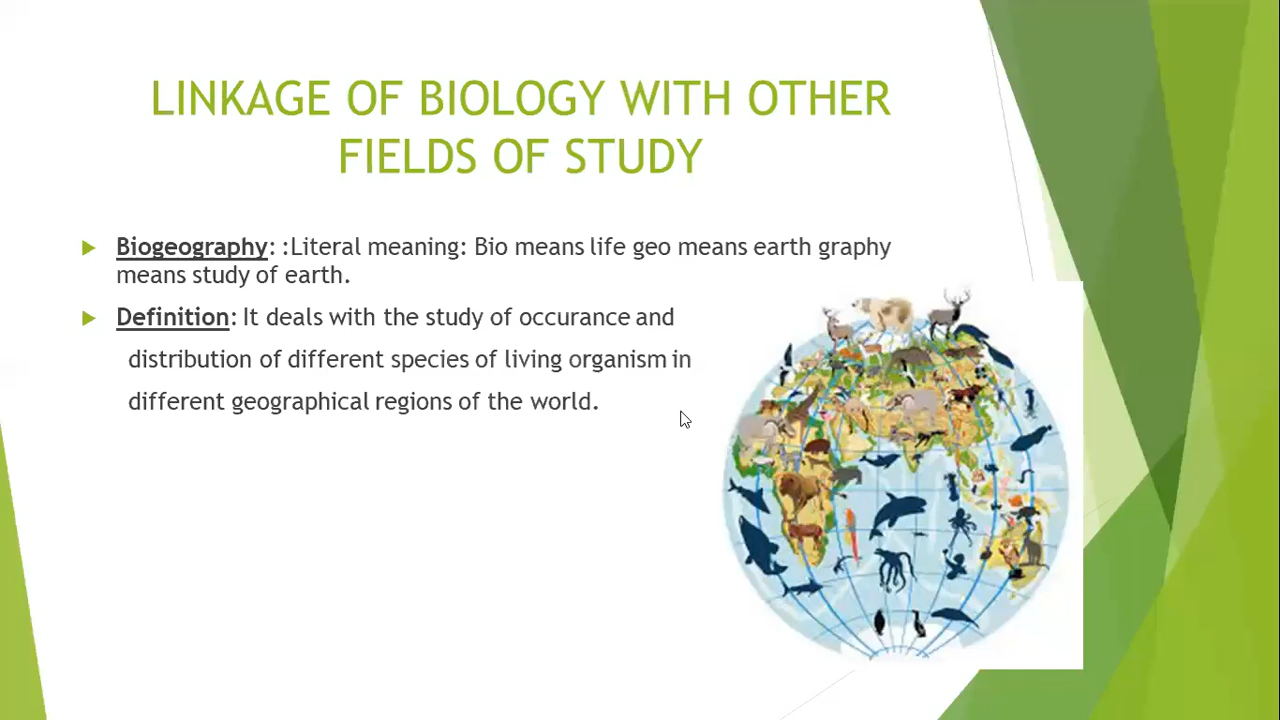 LINKAGE OF BIOLOGY WITH OTHER
FIELDS OF STUDY
Biogeography: :Literal meaning: Bio means life geo means earth graphy
means study of earth.
Definition: It deals with the study of occurance and
distribution of different species of living organism in
different geographical regions of the world.